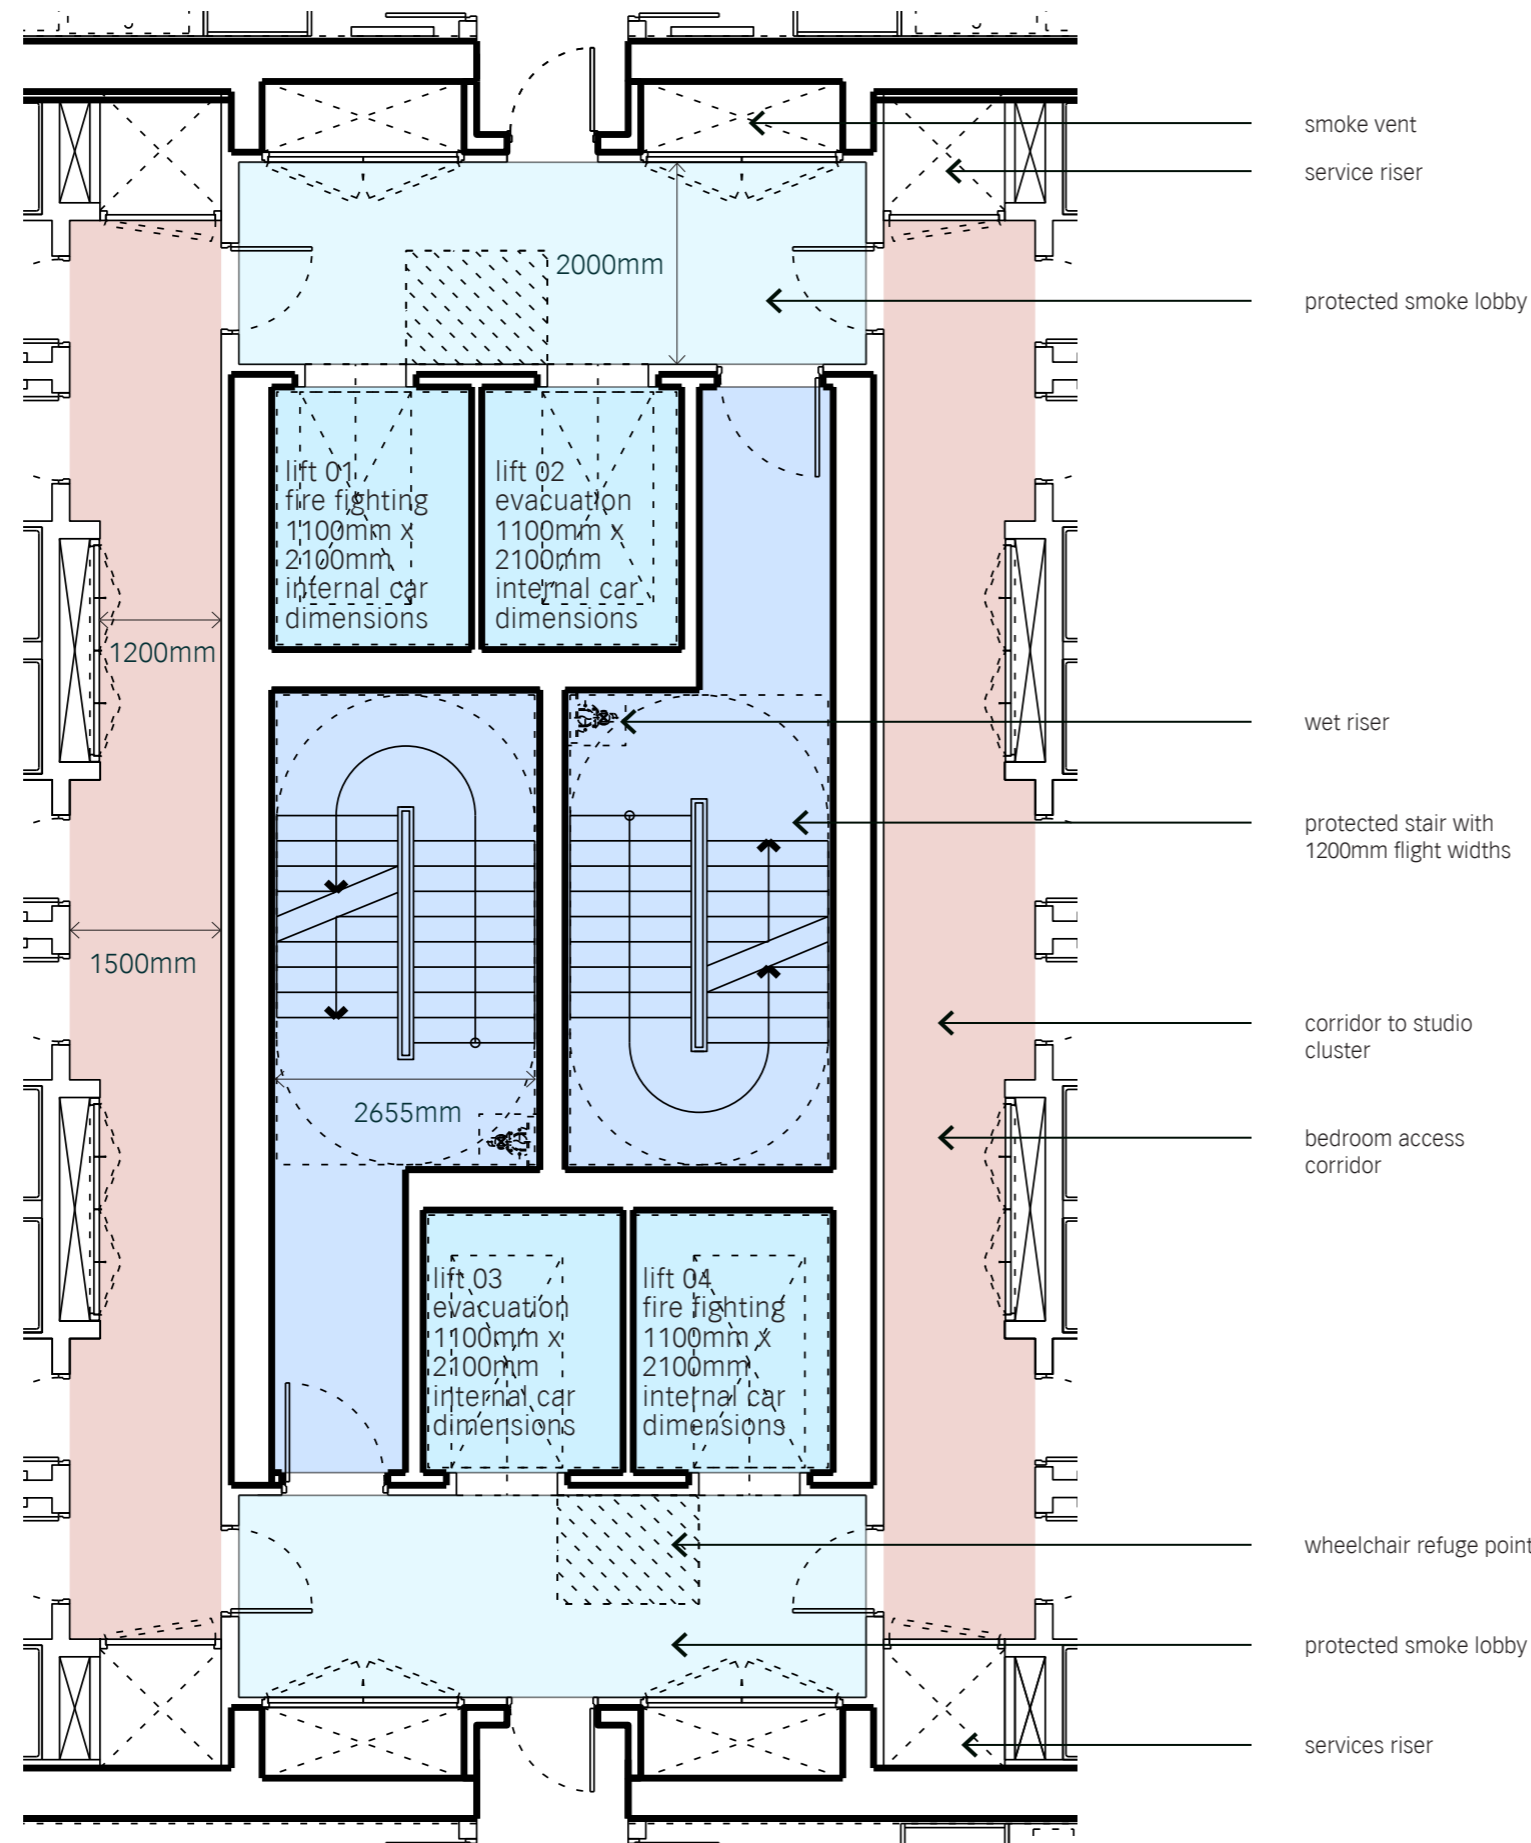 smoke vent
service riser
2000mm
protected smoke lobby
lift 01
fire fighting
1100mm x
2100mm
internal car
dimensions
lift 02
evacuation
1100mm x
2100mm
internal car
dimensions
1200mm
wet riser
protected stair with
1200mm flight widths
1500mm
corridor to studio
cluster
2655mm
bedroom access
corridor
lift 03
evacuation
1100mm x
2100mm
internal car
dimensions
lift 04
fire fighting
1100mm x
2100mm
internal car
dimensions
wheelchair refuge point
protected smoke lobby
services riser